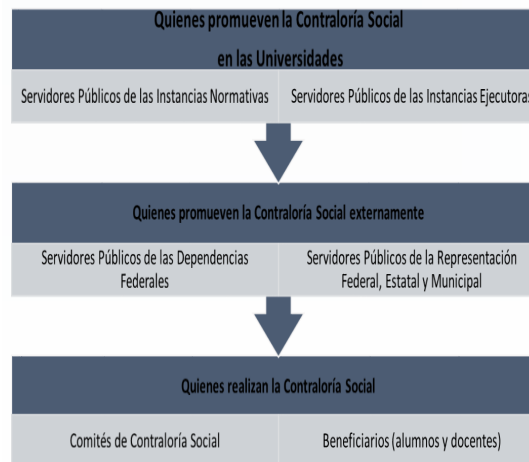 Quienes promueven la Contraloría Social
en las Universidades
Servidores Públicos de las Instancias Normativas
Servidores Públicos de las Instancias Ejecutoras
Quienes promueven la Contraloría Social externamente
Servidores Públicos de las Dependencias
Federales
Servidores Públicos de la Representación
Federal, Estatal y Municipal
Quienes realizan la Contraloría Social
Comités de Contraloría Social
Beneficiarios (alumnos y docentes)